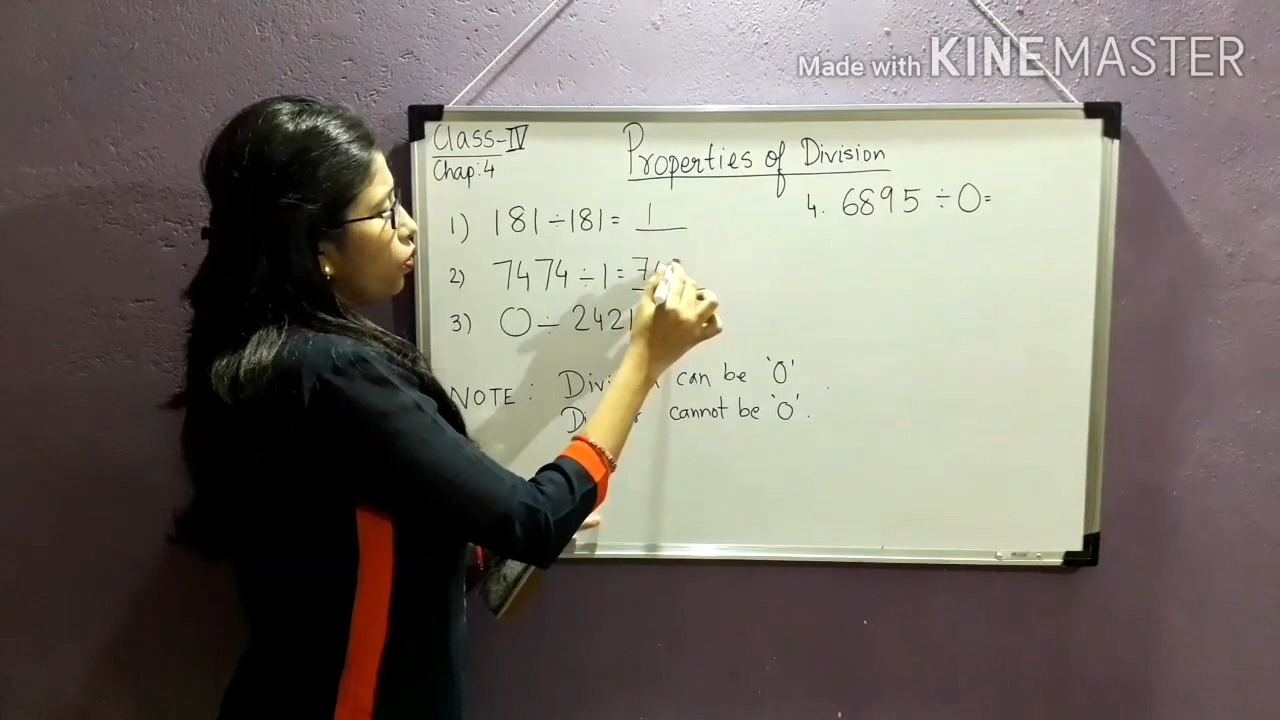 Made with KINEMASTER
Class-IV
Chap:4
Properties of Division
1) 181÷181= 1
2) 7474÷1=
3) 0÷ 2421
4. 6895 ÷0=
NOTE: can be '0'
cannot be '0'.